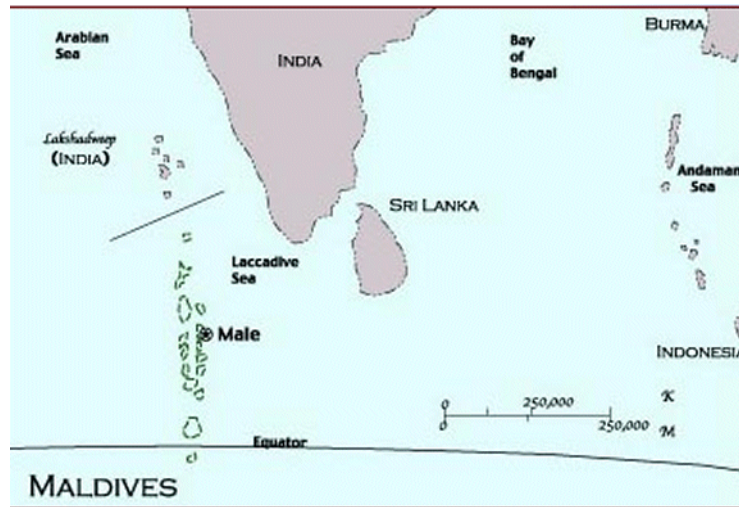 Arabian
Sea
INDIA
Bay
of
Bengal
BURMA
Lakshadweep
(INDIA)
Andaman
Sea
SRI LANKA
Laccadive
Sea
Male
INDONESIA
0 250,000 K
0 250,000 M
Equator
MALDIVES